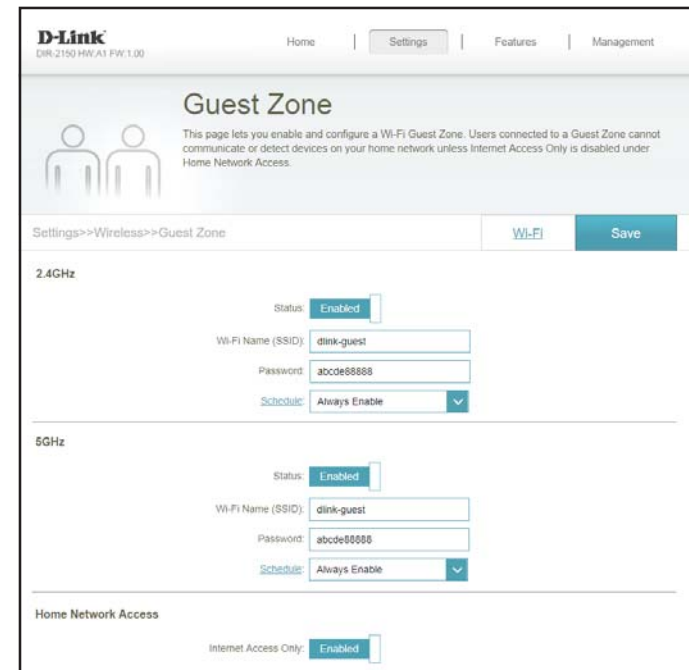 D-Link
DIR-2150 HW:A1 FW:1.00
Home | Settings | Features | Management
Guest Zone
This page lets you enable and configure a Wi-Fi Guest Zone. Users connected to a Guest Zone cannot
communicate or detect devices on your home network unless Internet Access Only is disabled under
Home Network Access.
Settings>>Wireless>>Guest Zone
Wi-Fi
Save
2.4GHz
Status: Enabled
Wi-Fi Name (SSID): dlink-guest
Password: abcde88888
Schedule: Always Enable
5GHz
Status: Enabled
Wi-Fi Name (SSID): dlink-guest
Password: abcde88888
Schedule: Always Enable
Home Network Access
Internet Access Only: Enabled